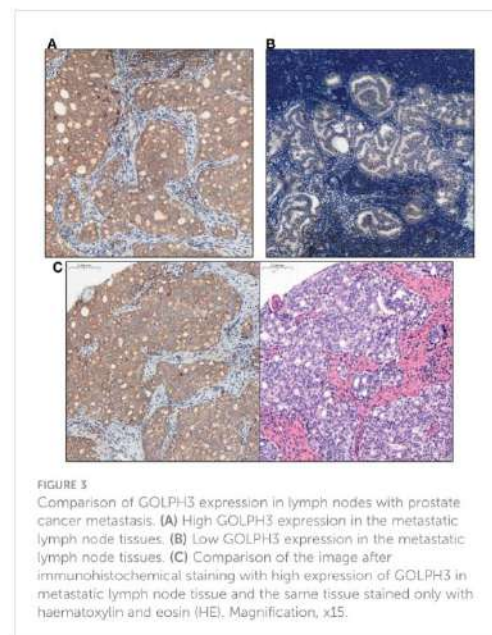 A
B
C
FIGURE 3
Comparison of GOLPH3 expression in lymph nodes with prostate
cancer metastasis. (A) High GOLPH3 expression in the metastatic
lymph node tissues. (B) Low GOLPH3 expression in the metastatic
lymph node tissues. (C) Comparison of the image after
immunohistochemical staining with high expression of GOLPH3 in
metastatic lymph node tissue and the same tissue stained only with
haematoxylin and eosin (HE). Magnification, x15.